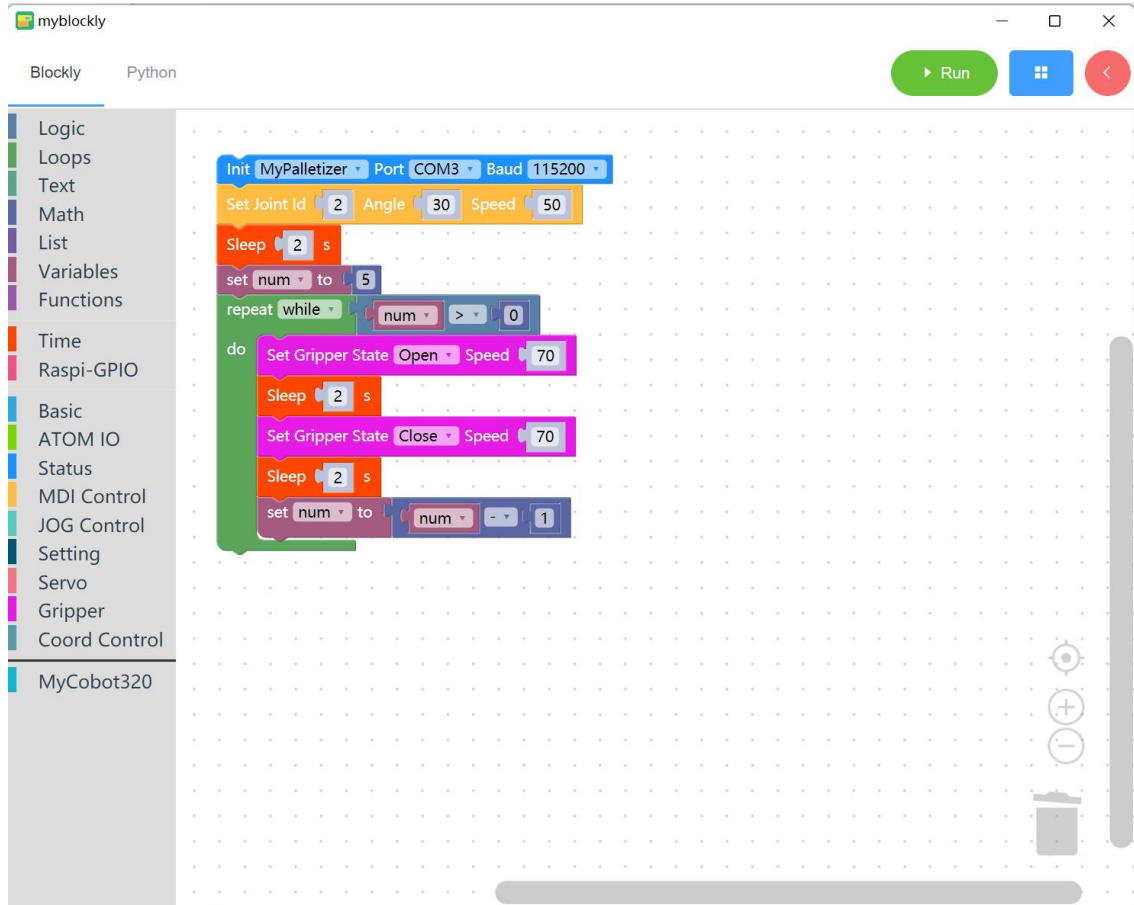 myblockly
Blockly Python Run
Logic
Loops
Text
Math
List
Variables
Functions
Time
Raspi-GPIO
Basic
ATOM IO
Status
MDI Control
JOG Control
Setting
Servo
Gripper
Coord Control
MyCobot320
Init MyPalletizer Port COM3 Baud 115200
Set Joint Id 2 Angle 30 Speed 50
Sleep 2 s
set num to 5
repeat while num > 0
do Set Gripper State Open Speed 70
Sleep 2 s
Set Gripper State Close Speed 70
Sleep 2 s
set num to num - 1